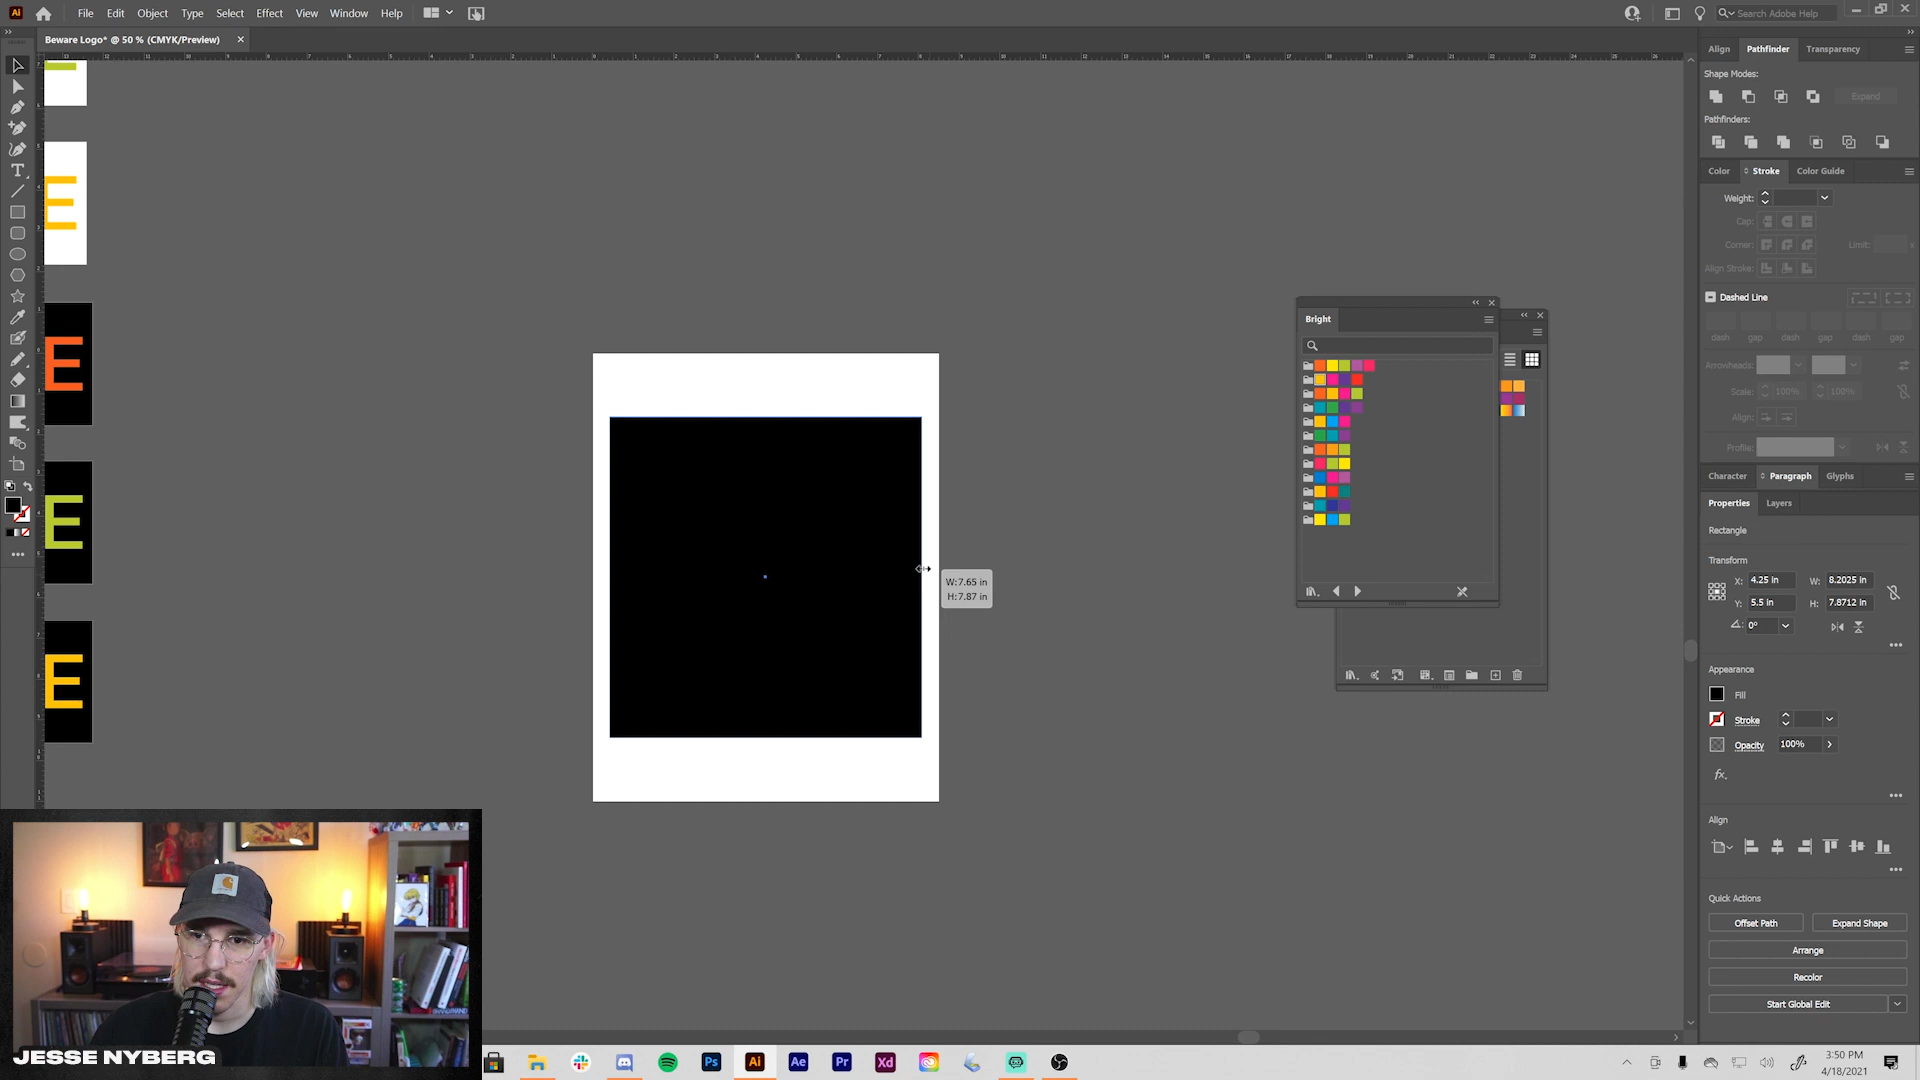 File Edit Object Type Select Effect View Window Help
Search Adobe Help
Beware Logo* @ 50 % (CMYK/Preview)
Align Pathfinder Transparency
Shape Modes:
Expand
Pathfinders:
Color Stroke Color Guide
Weight:
Cap:
Corner: Limit: x
Align Stroke:
Dashed Line
dash gap dash gap dash gap
Arrowheads:
Scale: 100% 100%
Align:
Profile:
Character Paragraph Glyphs
Properties Layers
Rectangle
Transform
X: 4.25 in W: 8.2025 in
Y: 5.5 in H: 7.8712 in
0°
Appearance
Fill
Stroke
Opacity 100%
fx.
Align
Quick Actions
Offset Path Expand Shape
Arrange
Recolor
Start Global Edit
Bright
W:7.65 in
H:7.87 in
E
E
E
E
JESSE NYBERG
Ps Ai Ae Pr Xd
3:50 PM
4/18/2021